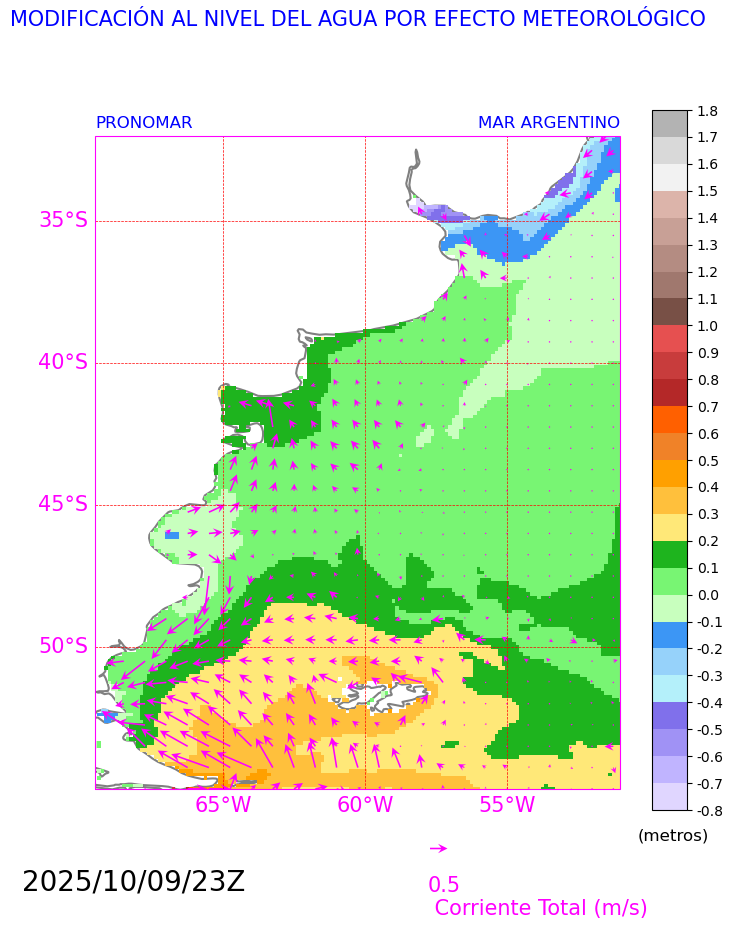 MODIFICACIÓN AL NIVEL DEL AGUA POR EFECTO METEOROLÓGICO
PRONOMAR
MAR ARGENTINO
35°S
40°S
45°S
50°S
65°W
60°W
55°W
1.8
1.7
1.6
1.5
1.4
1.3
1.2
1.1
1.0
0.9
0.8
0.7
0.6
0.5
0.4
0.3
0.2
0.1
0.0
-0.1
-0.2
-0.3
-0.4
-0.5
-0.6
-0.7
-0.8
(metros)
2025/10/09/23Z
0.5
Corriente Total (m/s)